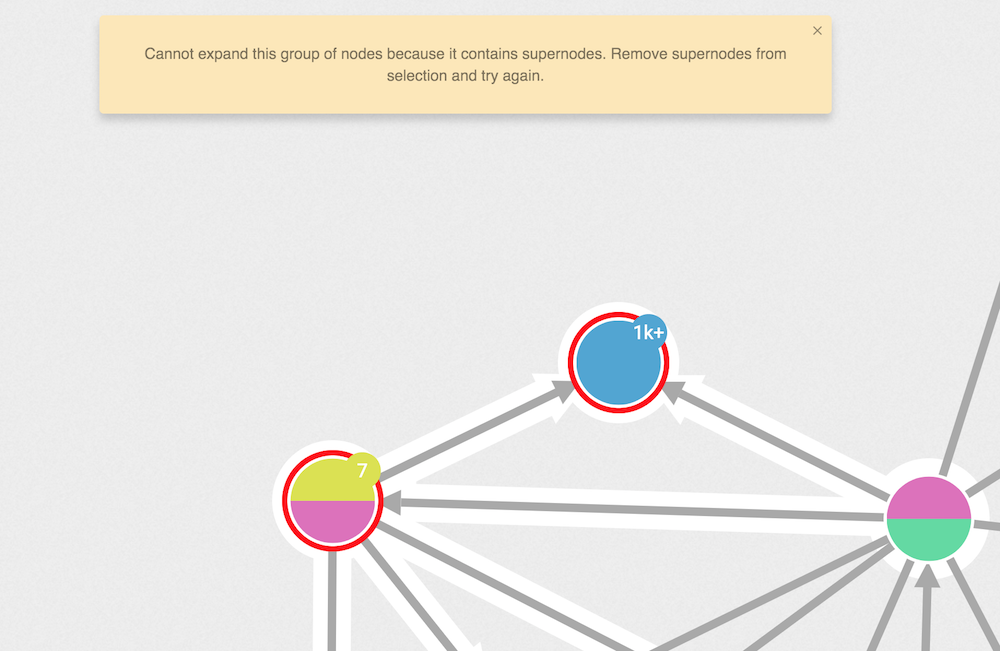 ×
Cannot expand this group of nodes because it contains supernodes. Remove supernodes from
selection and try again.
1k+
7